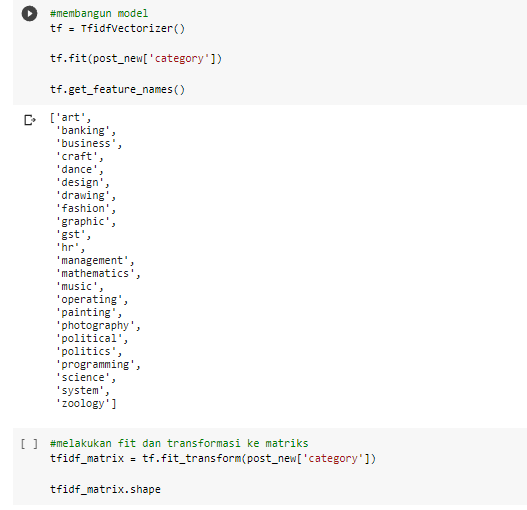 #membangun model
tf = TfidfVectorizer()
tf.fit(post_new['category'])
tf.get_feature_names()
['art',
'banking',
'business',
'craft',
'dance',
'design',
'drawing',
'fashion',
'graphic',
'gst',
'hr',
'management',
'mathematics',
'music',
'operating',
'painting',
'photography',
'political',
'politics',
'programming',
'science',
'system',
'zoology']
[ ] #melakukan fit dan transformasi ke matriks
tfidf_matrix = tf.fit_transform(post_new['category'])
tfidf_matrix.shape